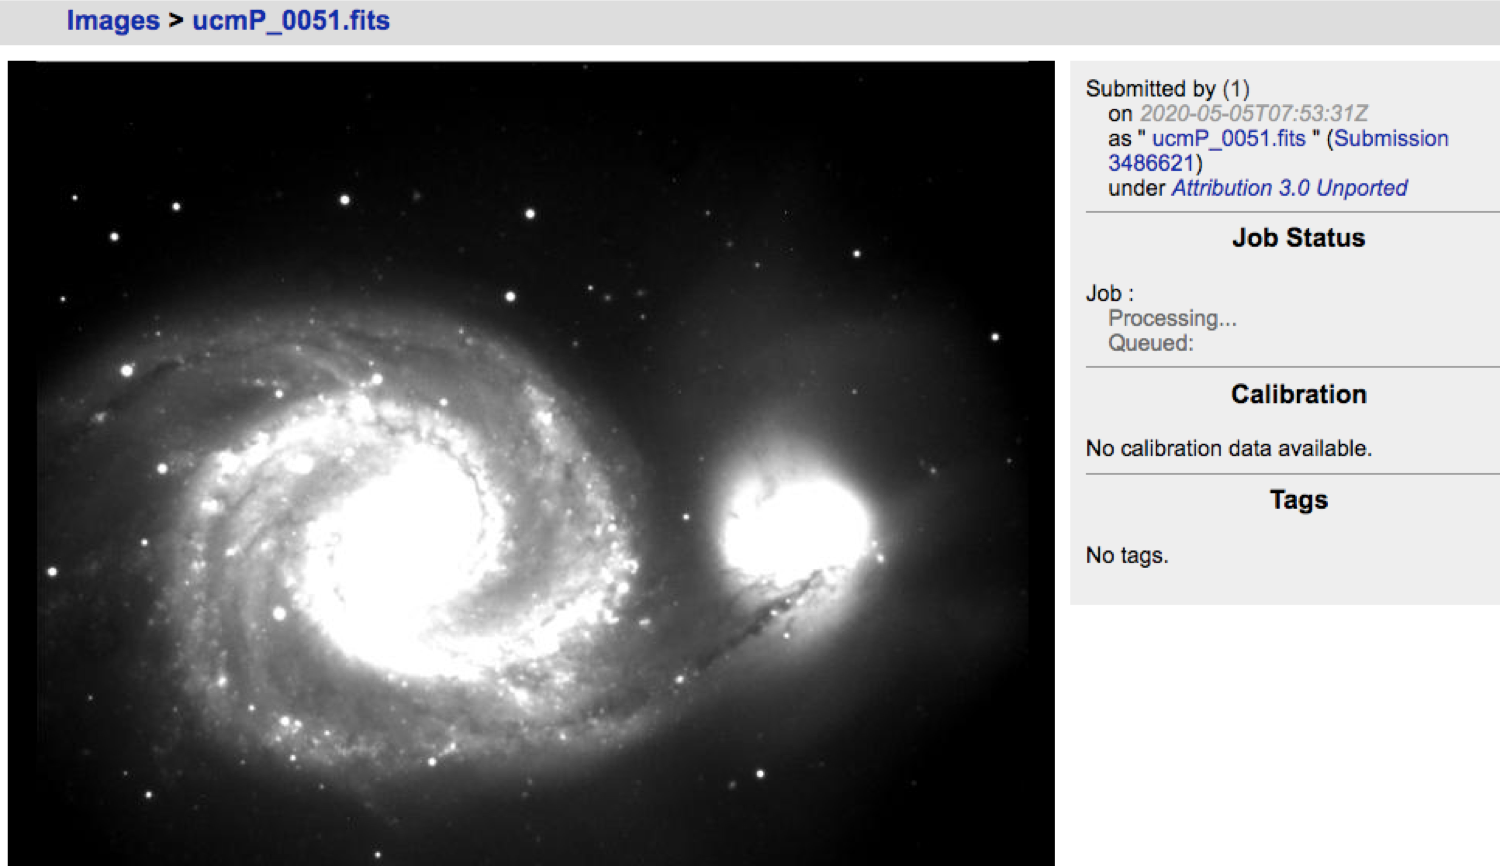 Images > ucmP_0051.fits
Submitted by (1)
on 2020-05-05T07:53:31Z
as " ucmP_0051.fits " (Submission
3486621)
under Attribution 3.0 Unported
Job Status
Job :
Processing...
Queued:
Calibration
No calibration data available.
Tags
No tags.